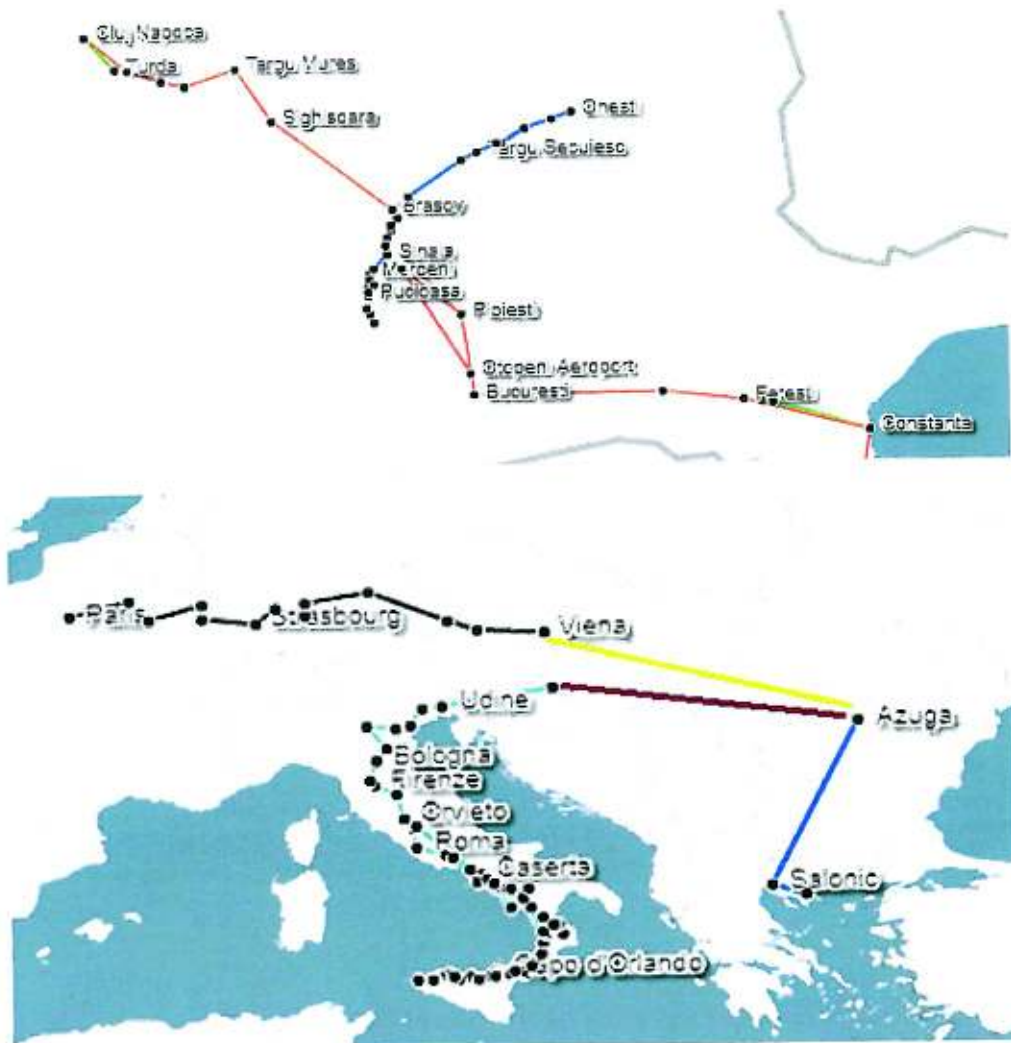 Cluj Napoca
Turda
Targu Mures
Sighisoara
Onesti
Targu Secuiesc
Brasov
Sinaia
Moroeni
Pucioasa
Ploiesti
Otopeni Aeroport
Bucuresti
Fetesti
Constanta
Paris
Strasbourg
Viena
Udine
Azuga
Bologna
Firenze
Orvieto
Roma
Caserta
Salonic
Capo d'Orlando